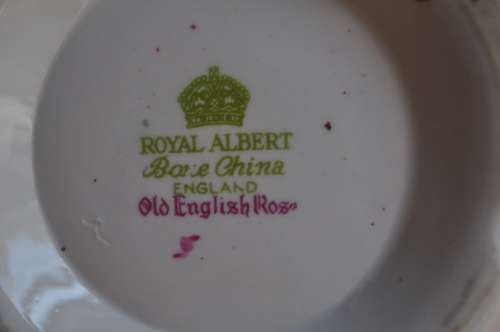 ROYAL ALBERT
Bone China
ENGLAND
Old English Rose